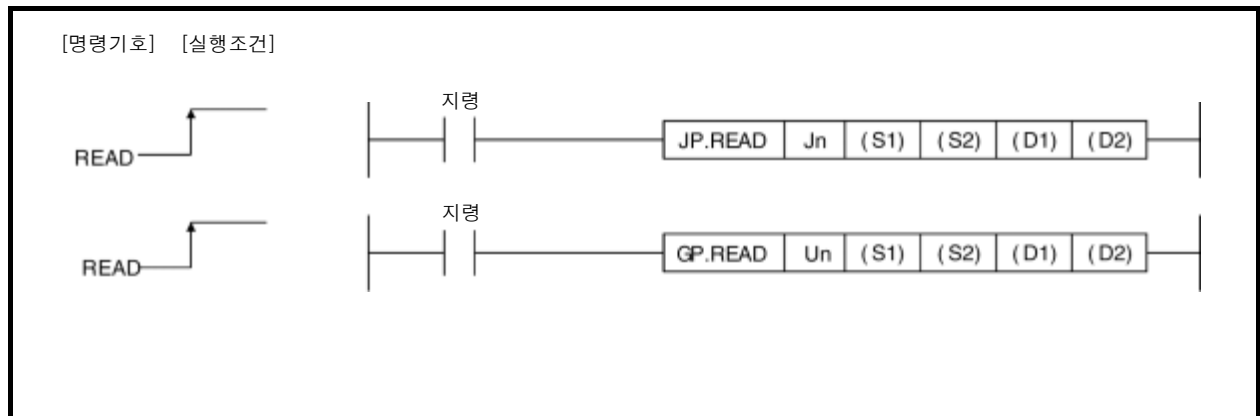 [명령기호] [실행조건]
지령
READ JP.READ Jn (S1) (S2) (D1) (D2)
지령
READ GP.READ Un (S1) (S2) (D1) (D2)